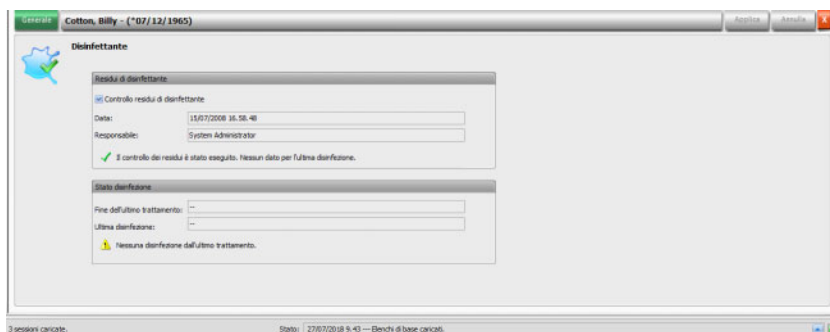 Generale Cotton, Billy - (*07/12/1965) Applica Annulla X
Disinfettante
Residui di disinfettante
Controllo residui di disinfettante
Data: 15/07/2008 16.58.48
Responsabile: System Administrator
Il controllo dei residui è stato eseguito. Nessun dato per l'ultima disinfezione.
Stato disinfezione
Fine dell'ultimo trattamento: --
Ultima disinfezione: --
Nessuna disinfezione dall'ultimo trattamento.
3 sessioni caricate. Stato: 27/07/2018 9.43 --- Elenchi di base caricati.